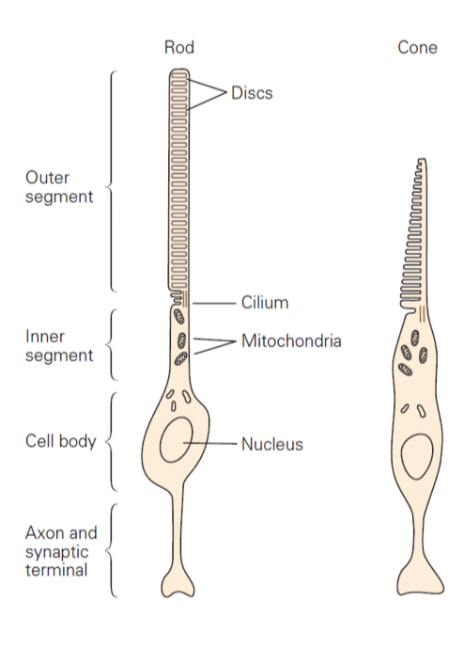 Rod
Cone
Discs
Outer
segment
Cilium
Inner
segment
Mitochondria
Cell body
Nucleus
Axon and
synaptic
terminal